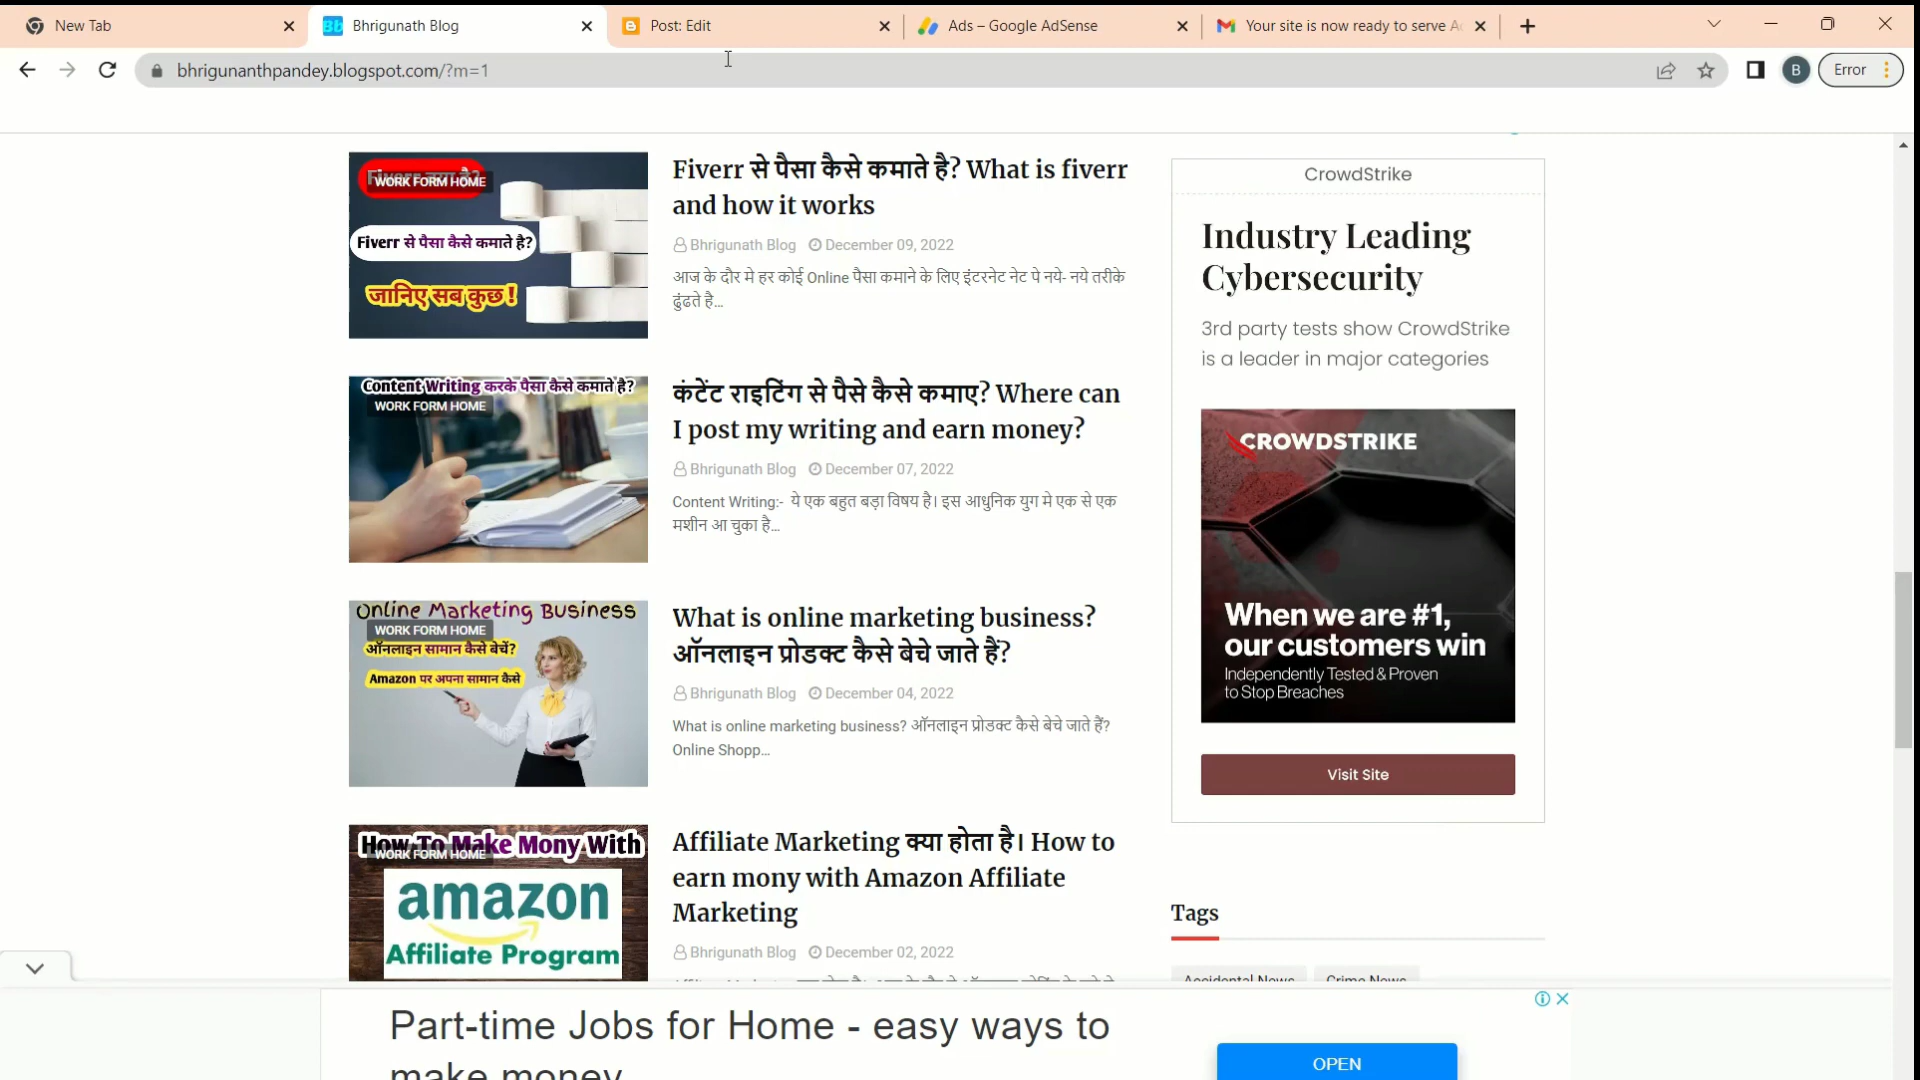 New Tab
Bhrigunath Blog
Post: Edit
Ads – Google AdSense
Your site is now ready to serve A
bhrigunanthpandey.blogspot.com/?m=1
B
Error
WORK FORM HOME
Fiverr से पैसा कैसे कमाते है?
जानिए सब कुछ !
Fiverr से पैसा कैसे कमाते है? What is fiverr
and how it works
Bhrigunath Blog December 09, 2022
आज के दौर मे हर कोई Online पैसा कमाने के लिए इंटरनेट नेट पे नये- नये तरीके
ढुंढते है...
Content Writing करके पैसा कैसे कमाते है?
WORK FORM HOME
कंटेंट राइटिंग से पैसे कैसे कमाए? Where can
I post my writing and earn money?
Bhrigunath Blog December 07, 2022
Content Writing:- ये एक बहुत बड़ा विषय है। इस आधुनिक युग मे एक से एक
मशीन आ चुका है...
Online Marketing Business
WORK FORM HOME
ऑनलाइन सामान कैसे बेचें?
Amazon पर अपना सामान कैसे
What is online marketing business?
ऑनलाइन प्रोडक्ट कैसे बेचे जाते हैं?
Bhrigunath Blog December 04, 2022
What is online marketing business? ऑनलाइन प्रोडक्ट कैसे बेचे जाते हैं?
Online Shopp...
How To Make Mony With
WORK FORM HOME
amazon
Affiliate Program
Affiliate Marketing क्या होता है। How to
earn mony with Amazon Affiliate
Marketing
Bhrigunath Blog December 02, 2022
CrowdStrike
Industry Leading
Cybersecurity
3rd party tests show CrowdStrike
is a leader in major categories
CROWDSTRIKE
When we are #1,
our customers win
Independently Tested & Proven
to Stop Breaches
Visit Site
Tags
Accidental News Crime News
Part-time Jobs for Home - easy ways to
make money
OPEN